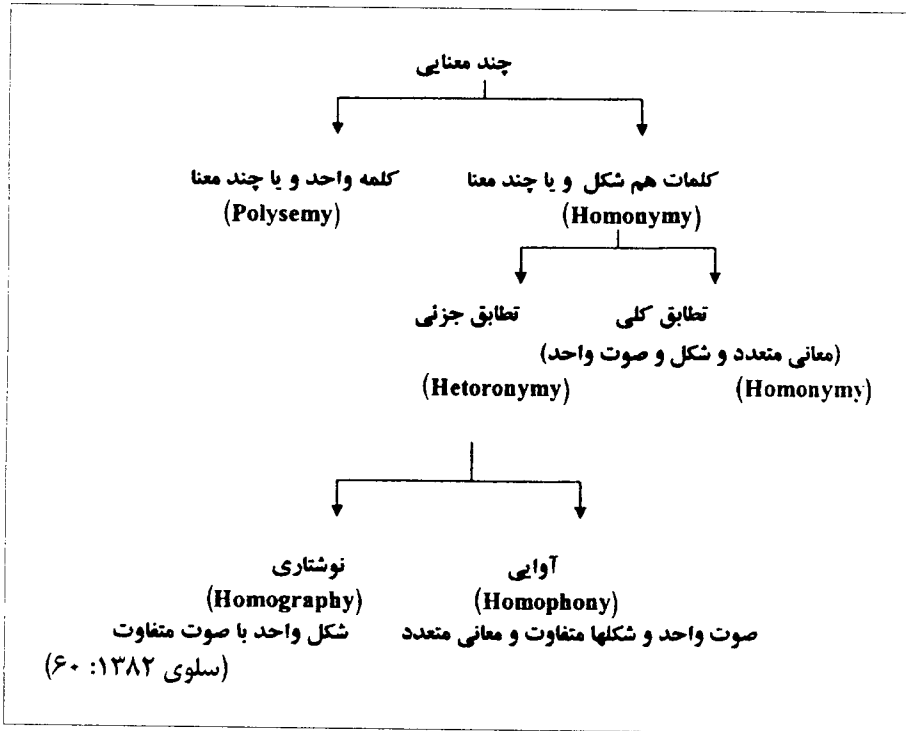 چند معنایی
کلمات هم شکل و یا چند معنا کلمه واحد و یا چند معنا
(Homonymy) (Polysemy)
تطابق کلی تطابق جزئی
(معانی متعدد و شکل و صوت واحد)
(Homonymy) (Hetoronymy)
آوایی نوشتاری
(Homophony) (Homography)
صوت واحد و شکلها متفاوت و معانی متعدد شکل واحد با صوت متفاوت
(سلوی ۱۳۸۲: ۶۰)